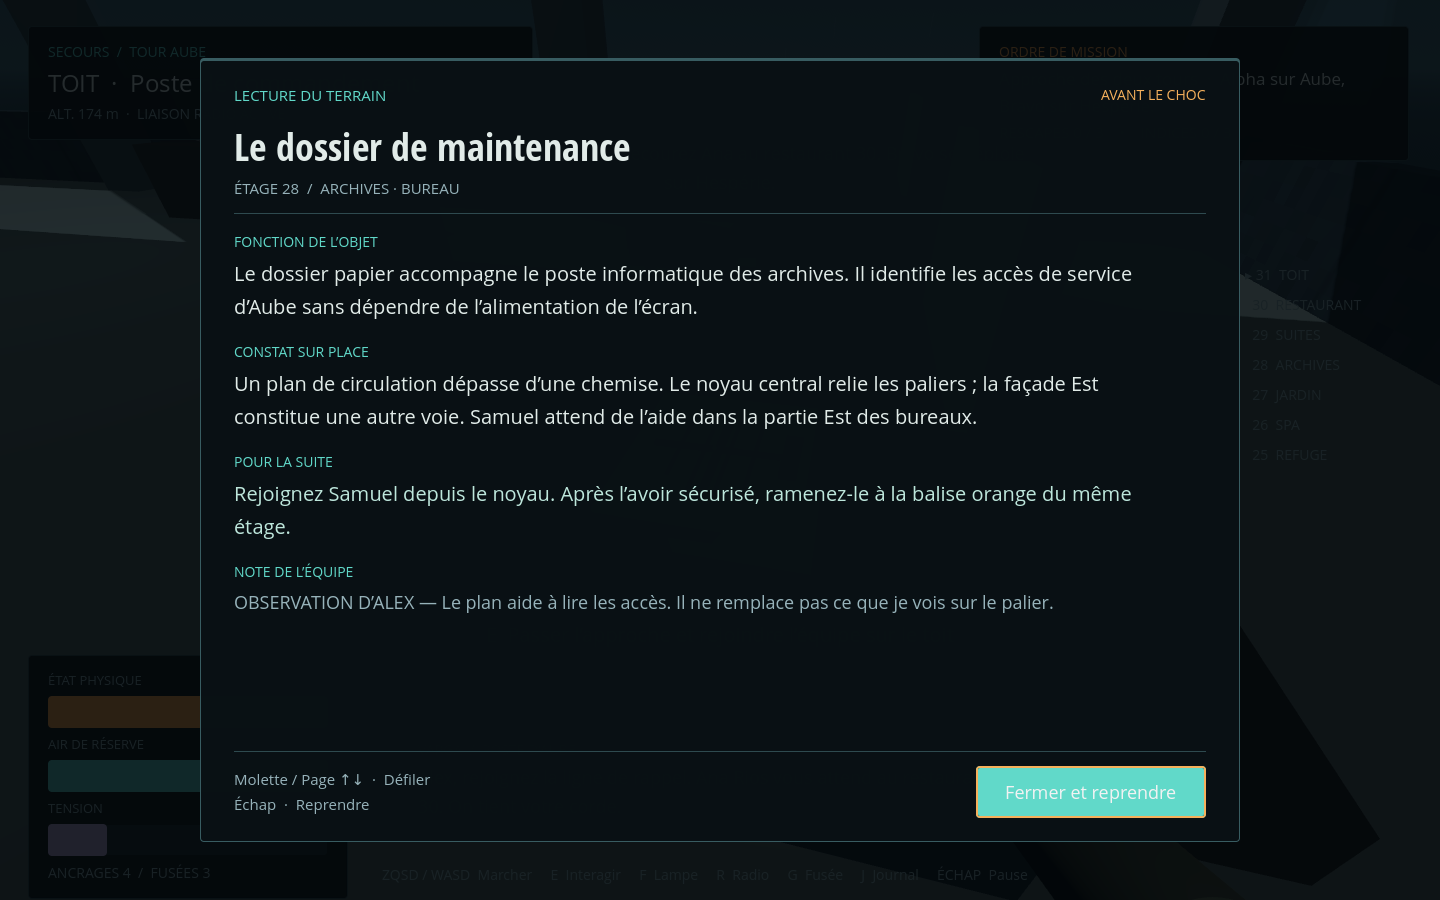 SECOURS / TOUR AUBE
TOIT · Poste
ALT. 174 m · LIAISON
ORDRE DE MISSION
sur Aube,
LECTURE DU TERRAIN
AVANT LE CHOC
Le dossier de maintenance
ÉTAGE 28 / ARCHIVES · BUREAU
FONCTION DE L’OBJET
Le dossier papier accompagne le poste informatique des archives. Il identifie les accès de service
d’Aube sans dépendre de l’alimentation de l’écran.
CONSTAT SUR PLACE
Un plan de circulation dépasse d’une chemise. Le noyau central relie les paliers ; la façade Est
constitue une autre voie. Samuel attend de l’aide dans la partie Est des bureaux.
POUR LA SUITE
Rejoignez Samuel depuis le noyau. Après l’avoir sécurisé, ramenez-le à la balise orange du même
étage.
NOTE DE L’ÉQUIPE
OBSERVATION D’ALEX — Le plan aide à lire les accès. Il ne remplace pas ce que je vois sur le palier.
Molette / Page ↑↓ · Défiler
Échap · Reprendre
Fermer et reprendre
31 TOIT
30 RESTAURANT
29 SUITES
28 ARCHIVES
27 JARDIN
26 SPA
25 REFUGE
ÉTAT PHYSIQUE
AIR DE RÉSERVE
TENSION
ANCRAGES 4 / FUSÉES 3
ZQSD / WASD Marcher E Interagir F Lampe R Radio G Fusée J Journal ÉCHAP Pause